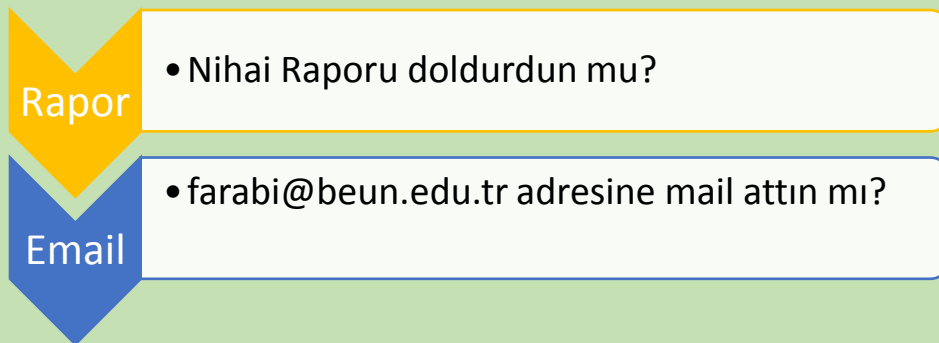 Rapor
• Nihai Raporu doldurdun mu?
Email
• farabi@beun.edu.tr adresine mail attın mı?